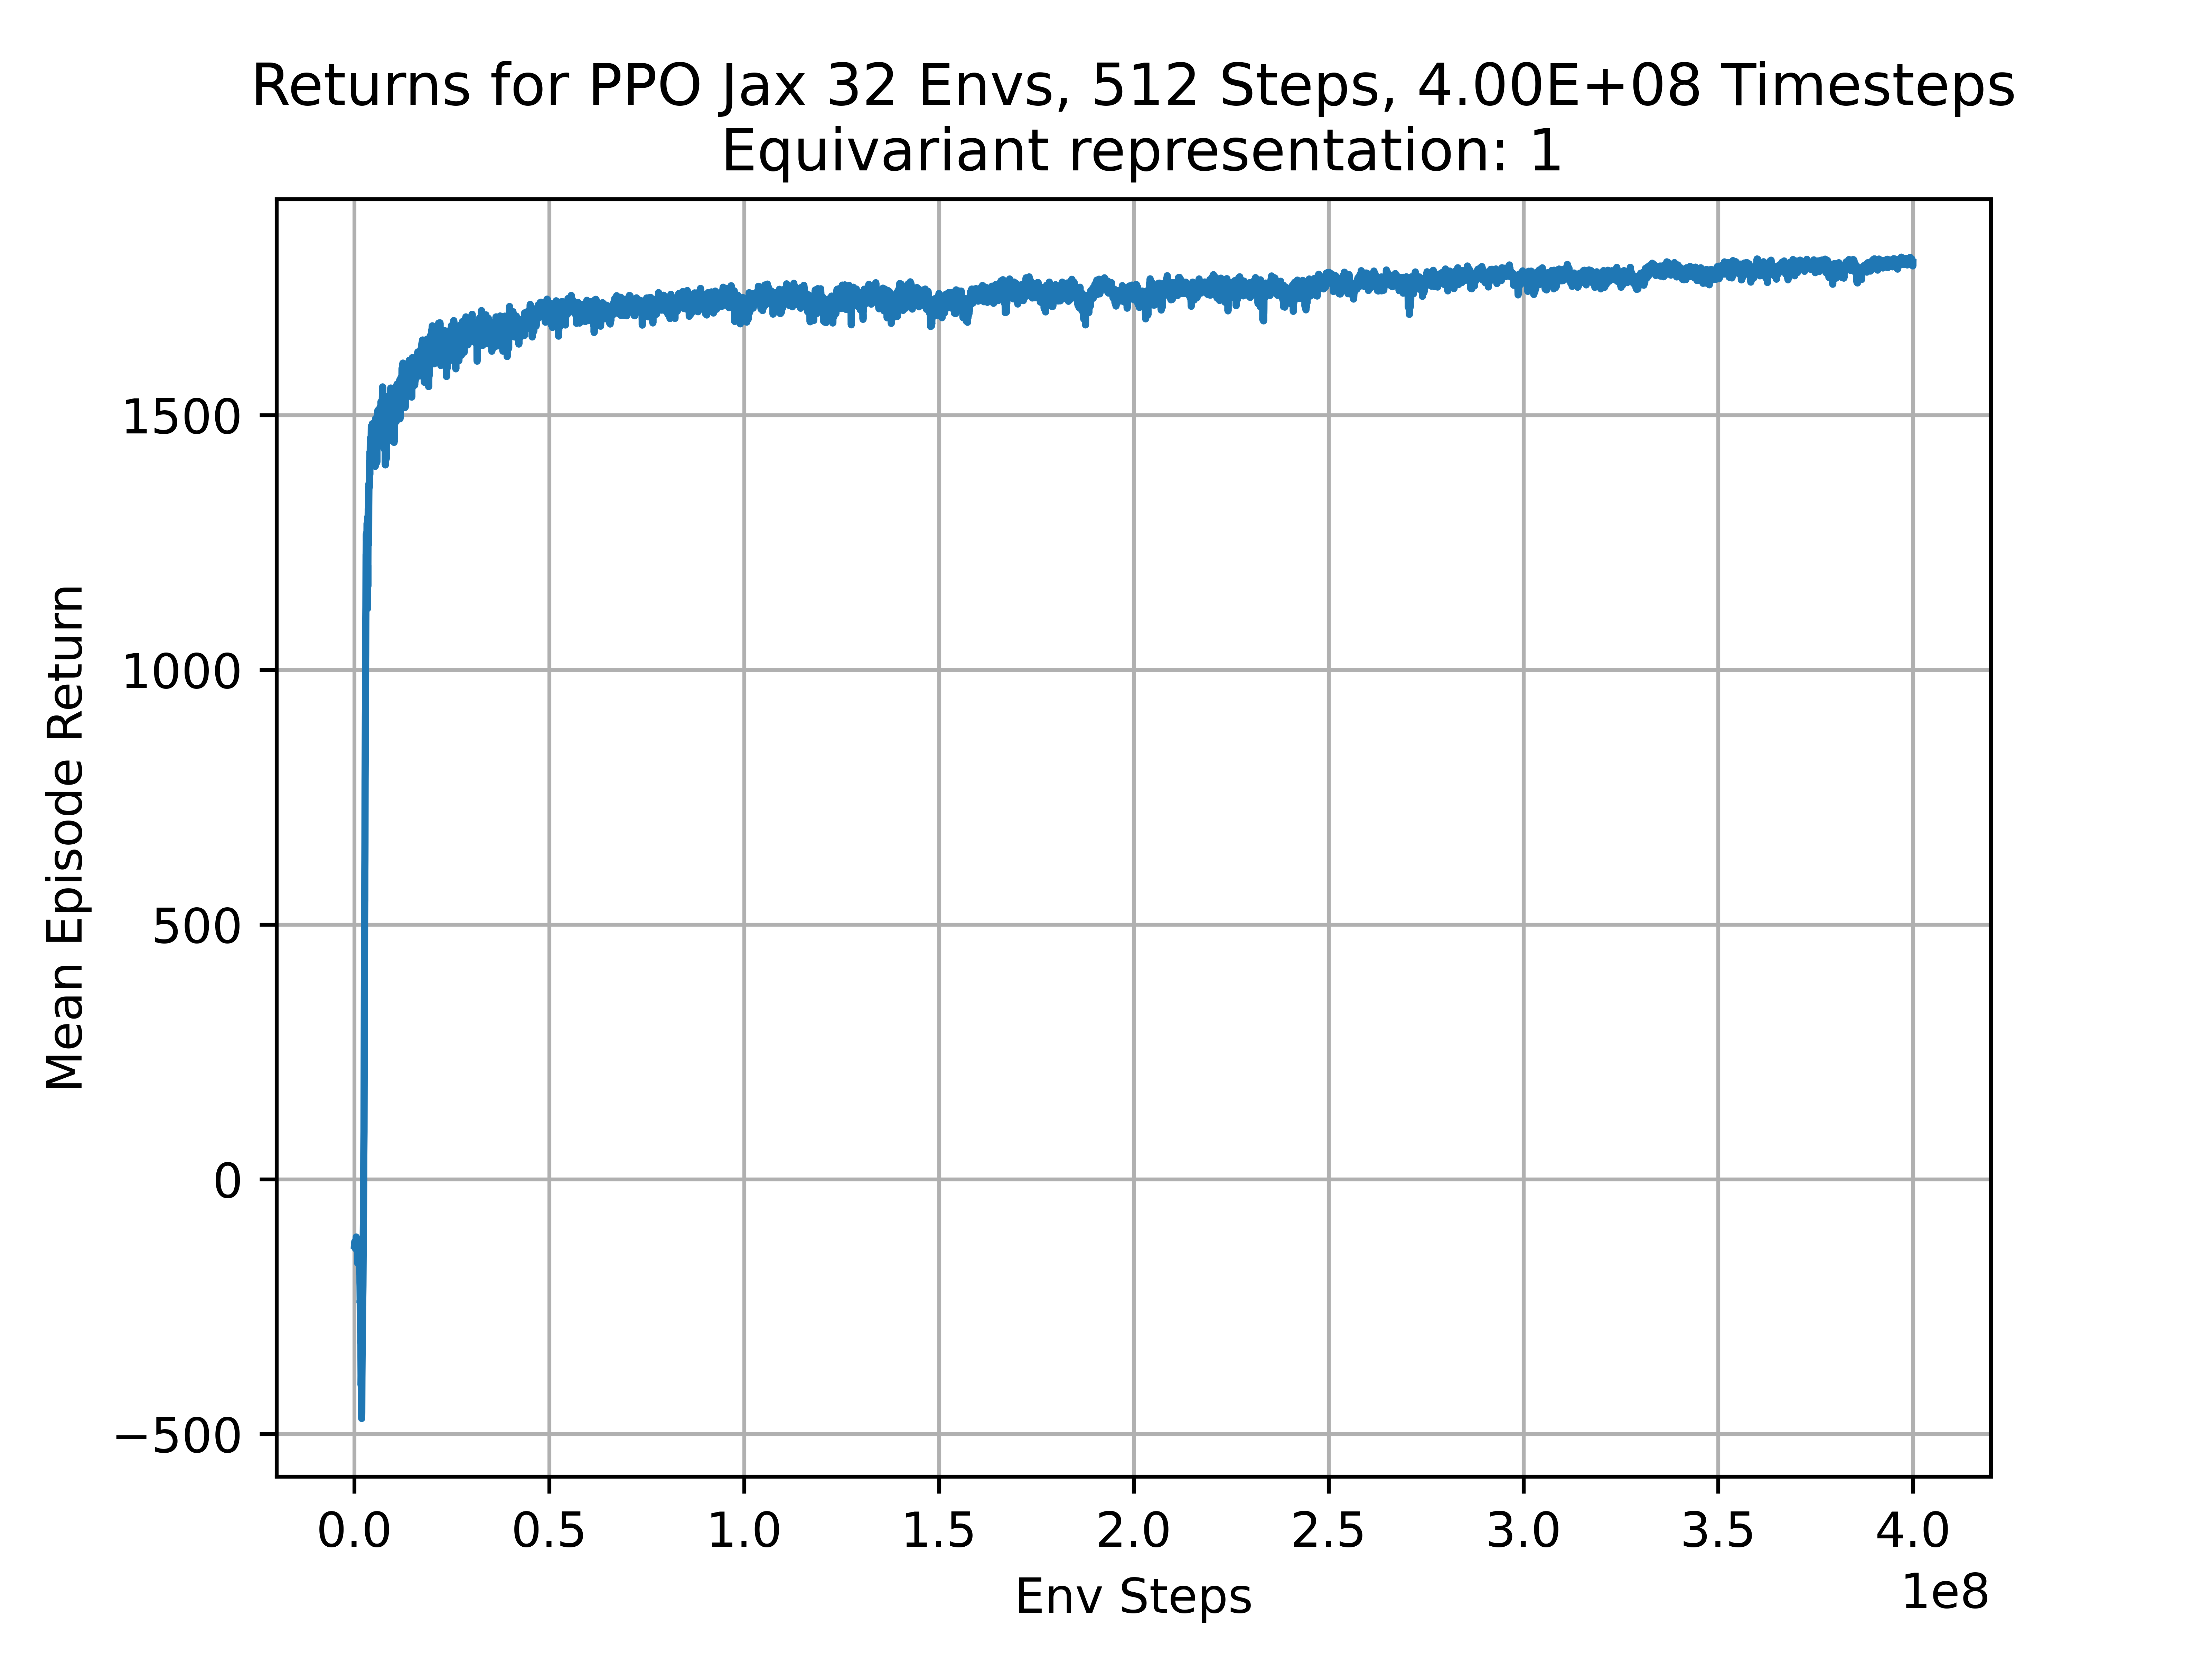 Returns for PPO Jax 32 Envs, 512 Steps, 4.00E+08 Timesteps
Equivariant representation: 1
Mean Episode Return
1500
1000
500
0
−500
0.0 0.5 1.0 1.5 2.0 2.5 3.0 3.5 4.0
1e8
Env Steps